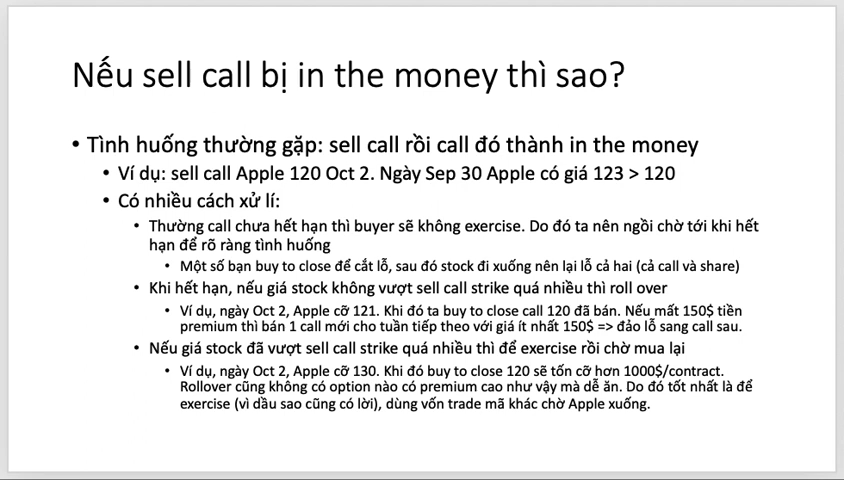 Nếu sell call bị in the money thì sao?
• Tình huống thường gặp: sell call rồi call đó thành in the money
• Ví dụ: sell call Apple 120 Oct 2. Ngày Sep 30 Apple có giá 123 > 120
• Có nhiều cách xử lí:
• Thường call chưa hết hạn thì buyer sẽ không exercise. Do đó ta nên ngồi chờ tới khi hết
hạn để rõ ràng tình huống
• Một số bạn buy to close để cắt lỗ, sau đó stock đi xuống nên lại lỗ cả hai (cả call và share)
• Khi hết hạn, nếu giá stock không vượt sell call strike quá nhiều thì roll over
• Ví dụ, ngày Oct 2, Apple cỡ 121. Khi đó ta buy to close call 120 đã bán. Nếu mất 150$ tiền
premium thì bán 1 call mới cho tuần tiếp theo với giá ít nhất 150$ => đảo lỗ sang call sau.
• Nếu giá stock đã vượt sell call strike quá nhiều thì để exercise rồi chờ mua lại
• Ví dụ, ngày Oct 2, Apple cỡ 130. Khi đó buy to close 120 sẽ tốn cỡ hơn 1000$/contract.
Rollover cũng không có option nào có premium cao như vậy mà dễ ăn. Do đó tốt nhất là để
exercise (vì dầu sao cũng có lời), dùng vốn trade mã khác chờ Apple xuống.